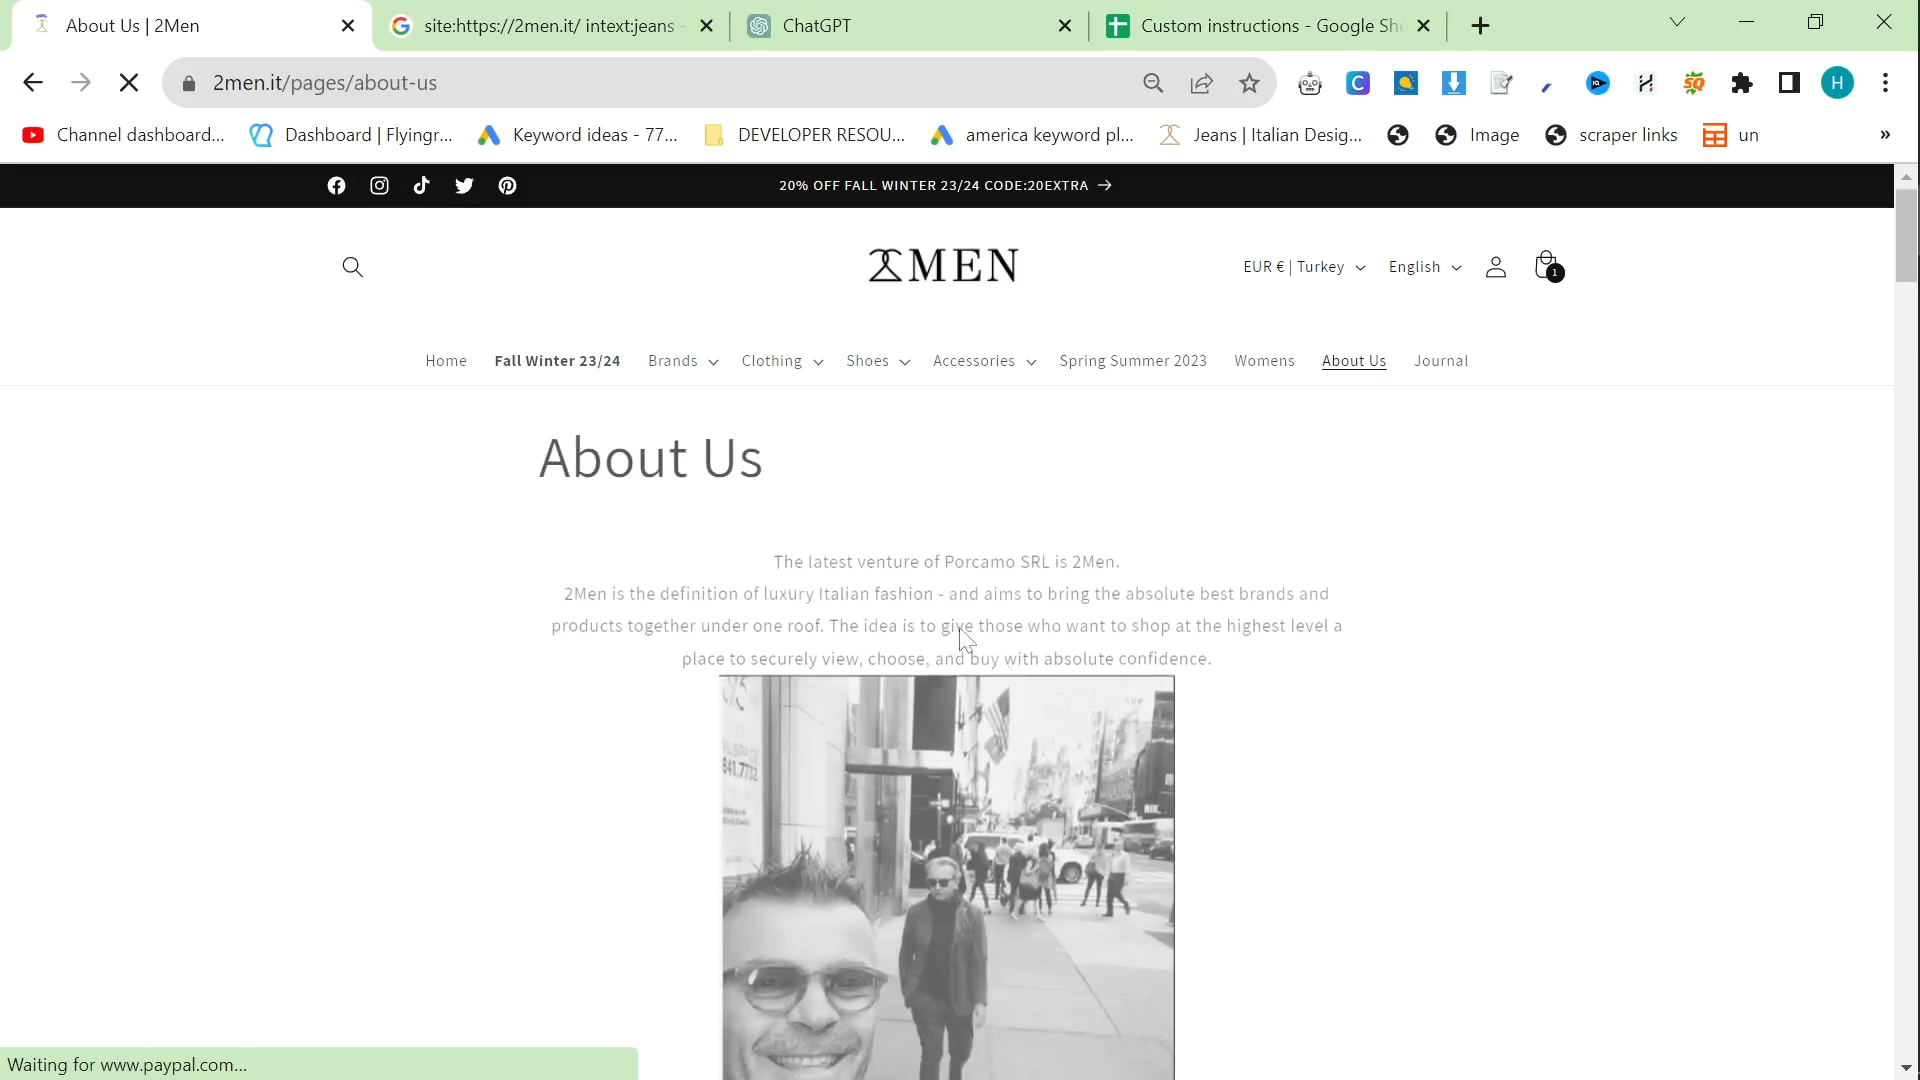 About Us | 2Men
site:https://2men.it/ intext:jeans -
ChatGPT
Custom instructions - Google She
2men.it/pages/about-us
Channel dashboard...
Dashboard | Flyingr...
Keyword ideas - 77...
DEVELOPER RESOU...
america keyword pl...
Jeans | Italian Desig...
Image
scraper links
un
»
20% OFF FALL WINTER 23/24 CODE:20EXTRA →
2MEN
EUR € | Turkey
English
1
Home
Fall Winter 23/24
Brands
Clothing
Shoes
Accessories
Spring Summer 2023
Womens
About Us
Journal
About Us
The latest venture of Porcamo SRL is 2Men.
2Men is the definition of luxury Italian fashion - and aims to bring the absolute best brands and
products together under one roof. The idea is to give those who want to shop at the highest level a
place to securely view, choose, and buy with absolute confidence.
841.7732
Waiting for www.paypal.com...